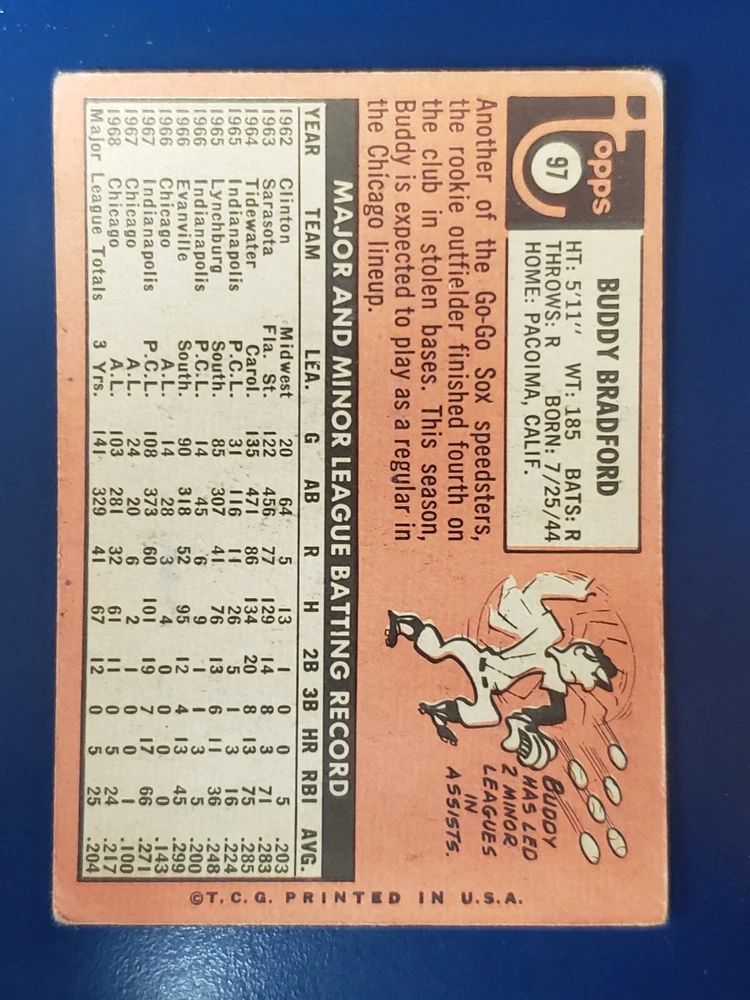 Topps
97
BUDDY BRADFORD
HT: 5'11" WT: 185 BATS: R
THROWS: R BORN: 7/25/44
HOME: PACOIMA, CALIF.
Another of the Go-Go Sox speedsters,
the rookie outfielder finished fourth on
the club in stolen bases. This season,
Buddy is expected to play as a regular in
the Chicago lineup.
BUDDY
HAS LED
2 MINOR
LEAGUES
IN
ASSISTS.
MAJOR AND MINOR LEAGUE BATTING RECORD
YEAR TEAM LEA. G AB R H 2B 3B HR RBI AVG.
1962 Clinton Midwest 20 64 5 13 1 0 0 5 .203
1963 Sarasota Fla. St. 122 456 77 129 14 8 3 71 .283
1964 Tidewater Carol. 135 471 86 134 20 8 13 75 .285
1965 Indianapolis P.C.L. 31 116 11 26 5 1 3 16 .224
1965 Lynchburg South. 85 307 41 76 13 6 11 36 .248
1966 Indianapolis P.C.L. 14 45 6 9 1 1 3 5 .200
1966 Evanville South. 90 318 52 95 12 4 13 45 .299
1966 Chicago A.L. 14 28 3 4 0 0 0 0 .143
1967 Indianapolis P.C.L. 108 373 60 101 19 7 17 66 .271
1967 Chicago A.L. 24 20 6 2 1 0 0 1 .100
1968 Chicago A.L. 103 281 32 61 11 0 5 24 .217
Major League Totals 3 Yrs. 141 329 41 67 12 0 5 25 .204
©T.C.G. PRINTED IN U.S.A.